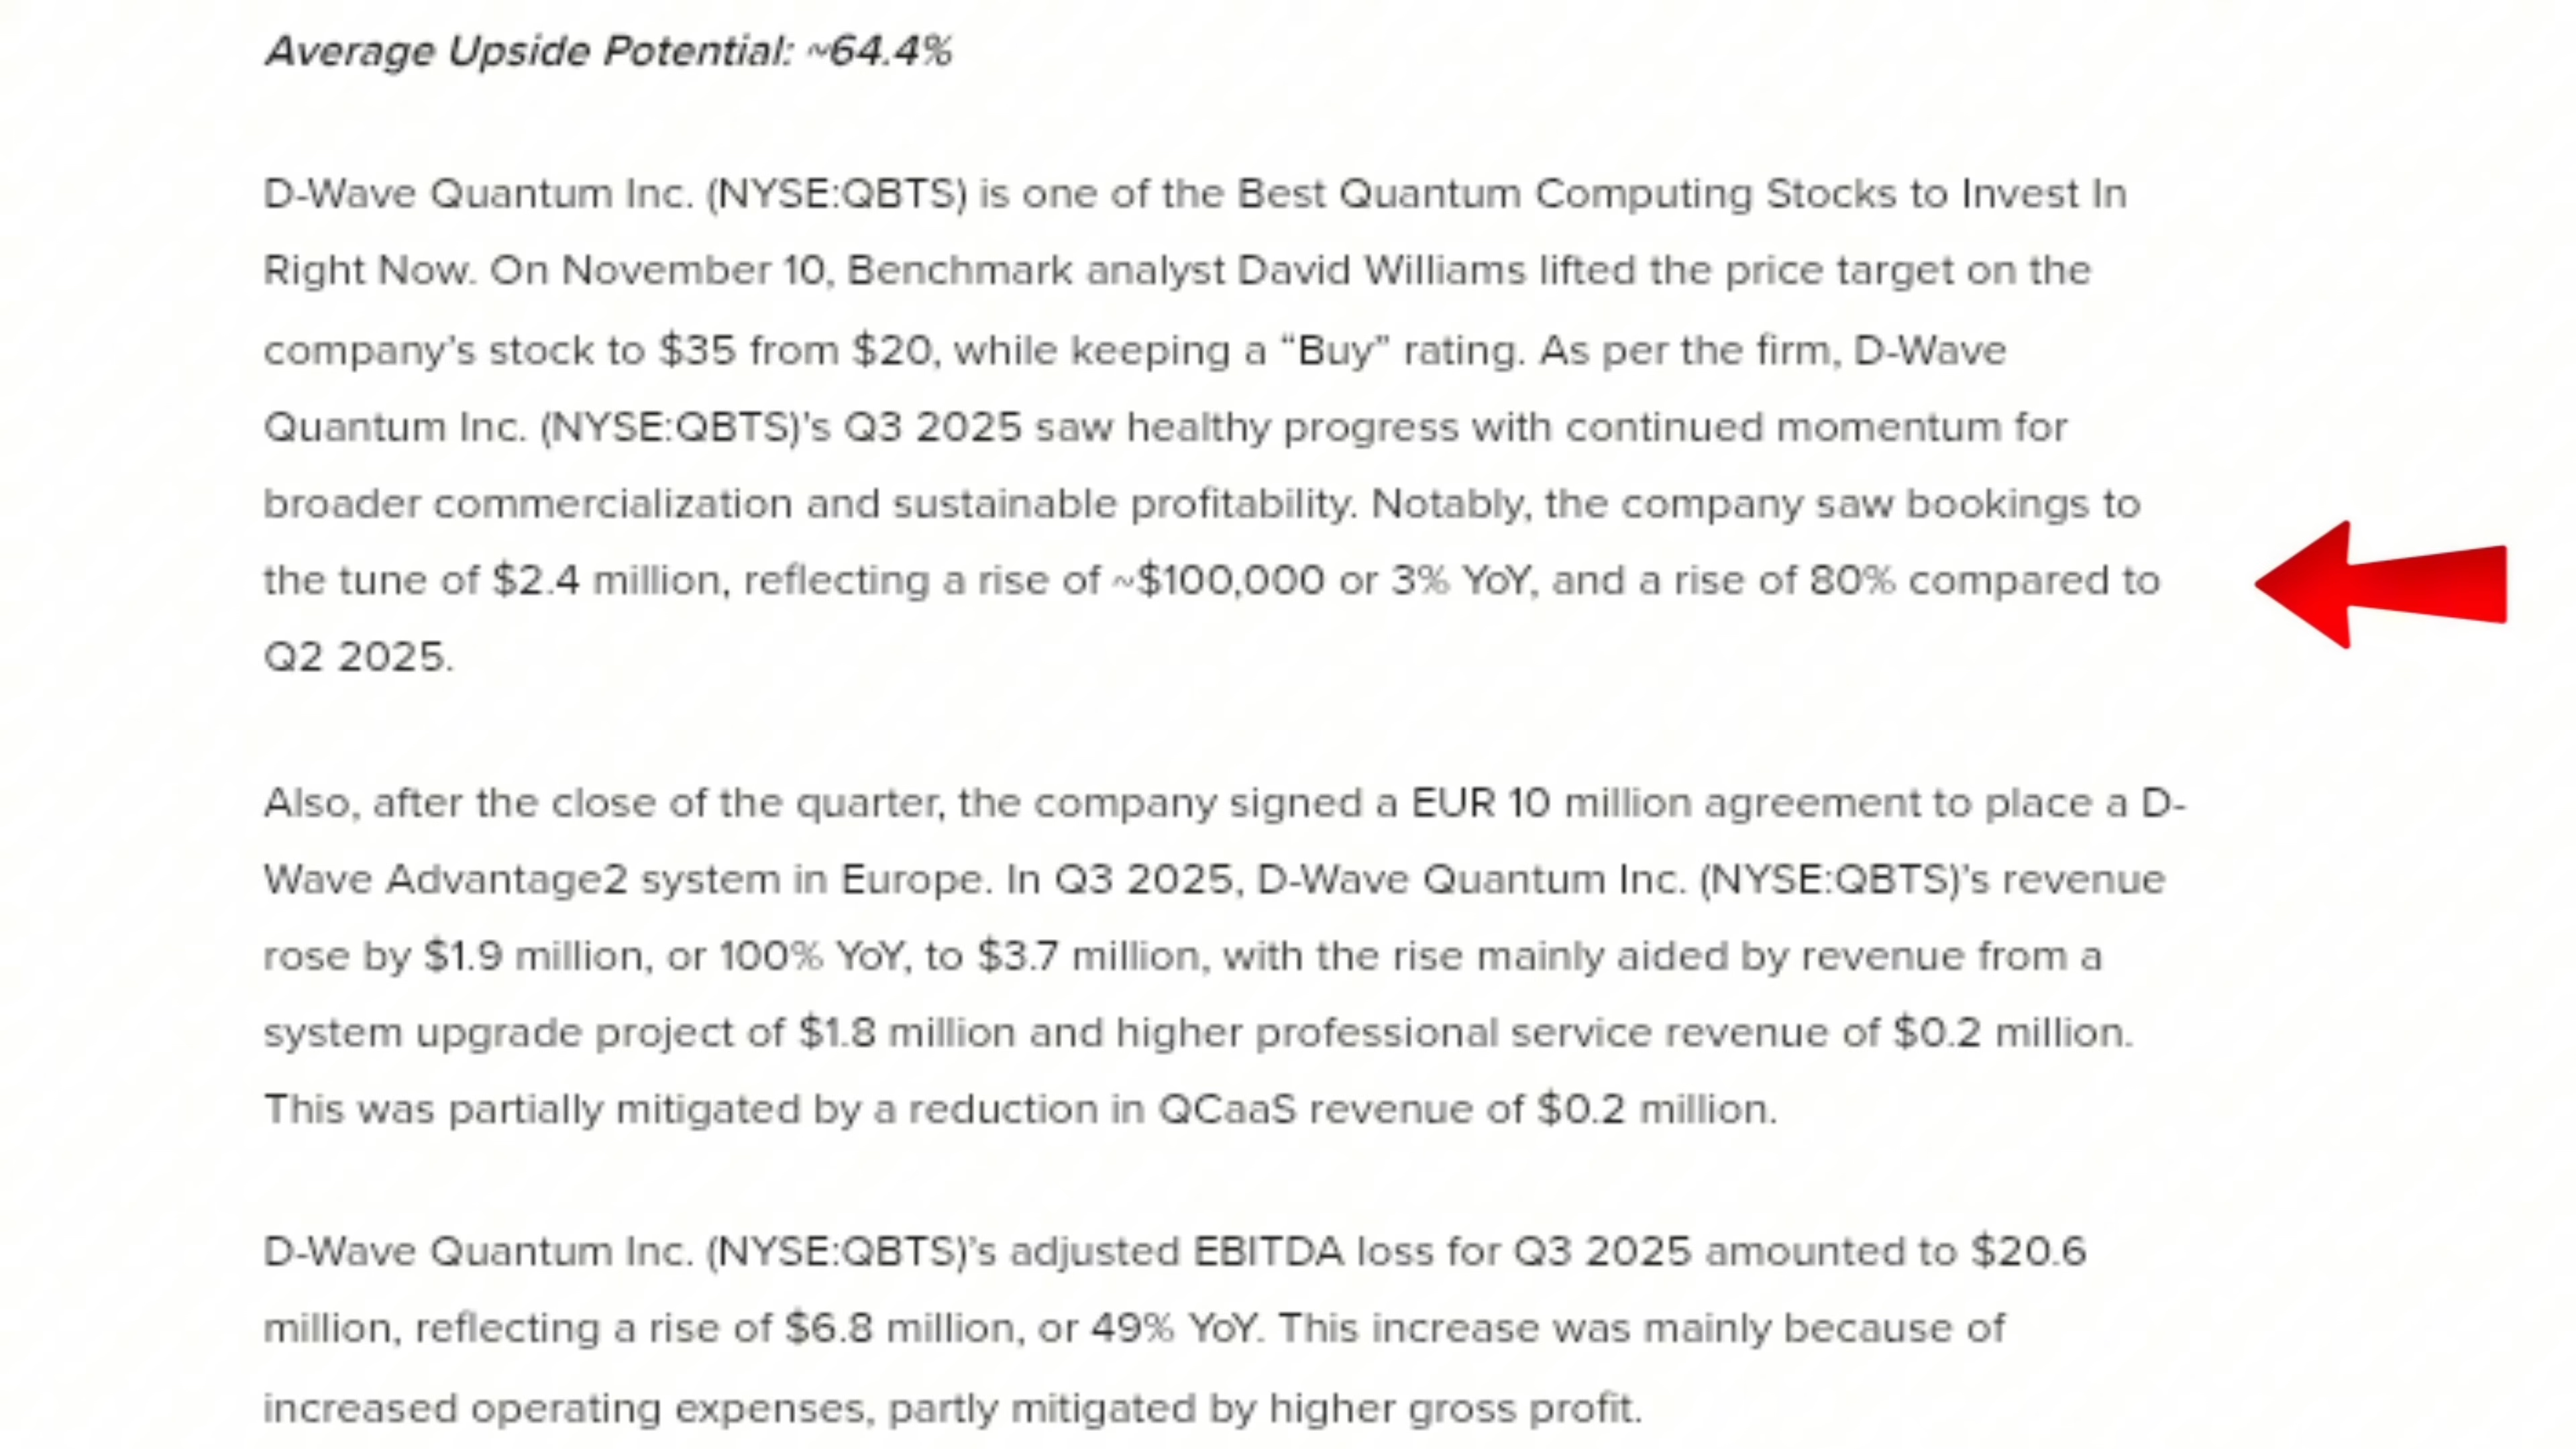 Average Upside Potential: ~64.4%
D-Wave Quantum Inc. (NYSE:QBTS) is one of the Best Quantum Computing Stocks to Invest In
Right Now. On November 10, Benchmark analyst David Williams lifted the price target on the
company’s stock to $35 from $20, while keeping a “Buy” rating. As per the firm, D-Wave
Quantum Inc. (NYSE:QBTS)’s Q3 2025 saw healthy progress with continued momentum for
broader commercialization and sustainable profitability. Notably, the company saw bookings to
the tune of $2.4 million, reflecting a rise of ~$100,000 or 3% YoY, and a rise of 80% compared to
Q2 2025.
Also, after the close of the quarter, the company signed a EUR 10 million agreement to place a D-
Wave Advantage2 system in Europe. In Q3 2025, D-Wave Quantum Inc. (NYSE:QBTS)’s revenue
rose by $1.9 million, or 100% YoY, to $3.7 million, with the rise mainly aided by revenue from a
system upgrade project of $1.8 million and higher professional service revenue of $0.2 million.
This was partially mitigated by a reduction in QCaaS revenue of $0.2 million.
D-Wave Quantum Inc. (NYSE:QBTS)’s adjusted EBITDA loss for Q3 2025 amounted to $20.6
million, reflecting a rise of $6.8 million, or 49% YoY. This increase was mainly because of
increased operating expenses, partly mitigated by higher gross profit.